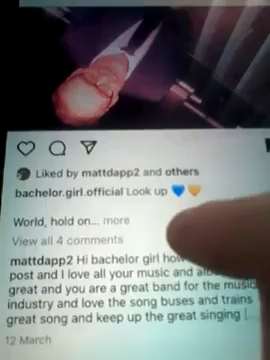 Liked by mattdapp2 and others
bachelor.girl.official Look up 💙💛
World, hold on... more
View all 4 comments
mattdapp2 Hi bachelor girl how
post and I love all your music and
great and you are a great band for the music
industry and love the song buses and trains
great song and keep up the great singing
12 March